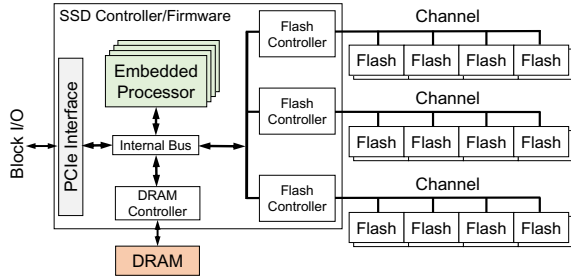 SSD Controller/Firmware
Block I/O
PCIe Interface
Embedded
Processor
Internal Bus
DRAM
Controller
DRAM
Flash
Controller
Channel
Flash Flash Flash Flash
Flash
Controller
Channel
Flash Flash Flash Flash
Flash
Controller
Channel
Flash Flash Flash Flash